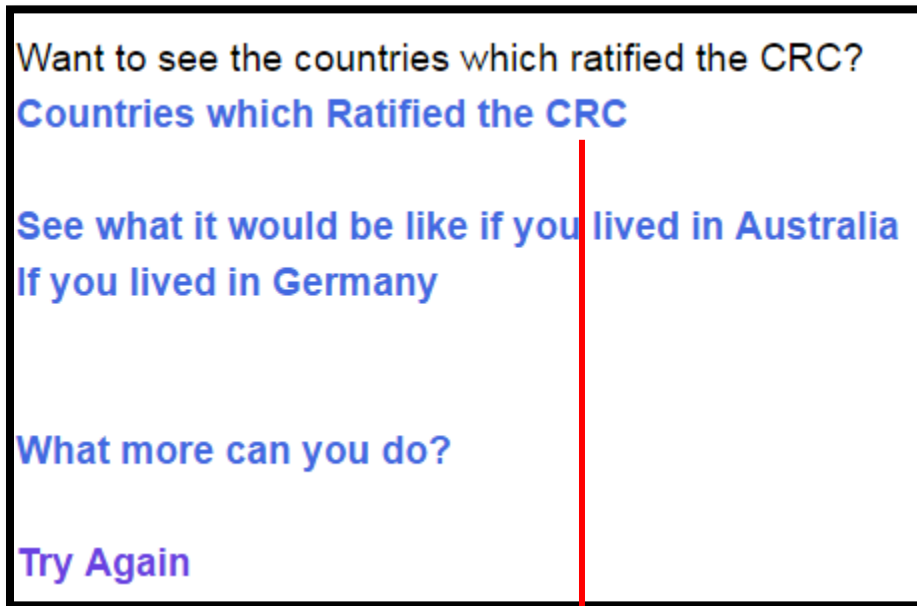 Want to see the countries which ratified the CRC?
Countries which Ratified the CRC
See what it would be like if you lived in Australia
If you lived in Germany
What more can you do?
Try Again